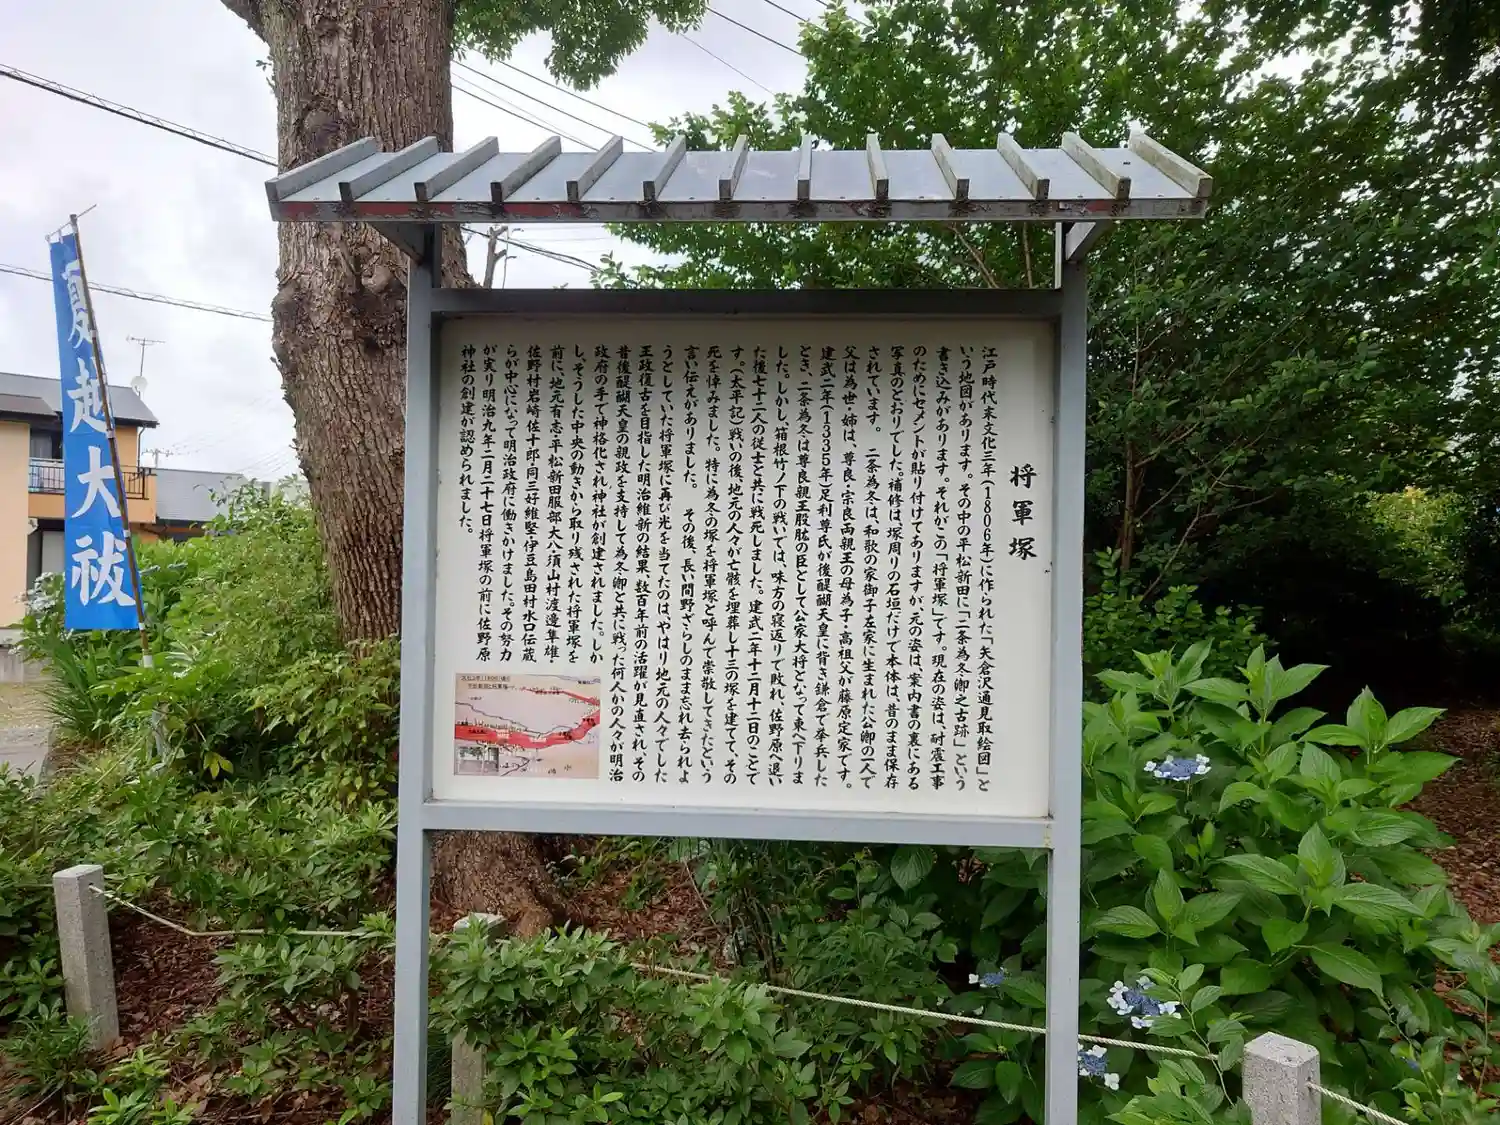 将軍塚
江戸時代末文化三年(1806年)に作られた「矢倉沢通見取絵図」と
いう地図があります。その中の平松新田に「二条為冬卿之古跡」という
書き込みがあります。それがこの「将軍塚」です。現在の姿は、耐震工事
のためにセメントが貼り付けてありますが、元の姿は、案内書の裏にある
写真のとおりでした。補修は、塚周りの石垣だけで本体は、昔のまま保存
されています。 二条為冬は、和歌の家御子左家に生まれた公卿の一人で
父は為世・姉は、尊良・宗良両親王の母為子・高祖父が藤原定家です。
建武二年(1335年)足利尊氏が後醍醐天皇に背き鎌倉で挙兵した
とき、二条為冬は尊良親王股肱の臣として公家大将となって東へ下りま
した。しかし、箱根竹ノ下の戦いでは、味方の寝返りで敗れ、佐野原へ退い
た後七十二人の従士と共に戦死しました。建武二年十二月十二日のことで
す。(太平記)戦いの後、地元の人々が亡骸を埋葬し十三の塚を建てて、その
死を悼みました。特に為冬の塚を将軍塚と呼んで崇敬してきたという
言い伝えがありました。 その後、長い間野ざらしのまま忘れ去られよ
うとしていた将軍塚に再び光を当てたのは、やはり地元の人々でした
王政復古を目指した明治維新の結果、数百年前の活躍が見直され、その
昔後醍醐天皇の親政を支持して為冬卿と共に戦った何人かの人々が明治
政府の手で神格化され神社が創建されました。しか
し、そうした中央の動きから取り残された将軍塚を
前に、地元有志・平松新田服部大八・須山村渡邉隼雄・
佐野村岩崎佐十郎・同三好維堅・伊豆島田村水口伝蔵
らが中心になって明治政府に働きかけました。その努力
が実り明治九年二月二十七日将軍塚の前に佐野原
神社の創建が認められました。
夏越大祓